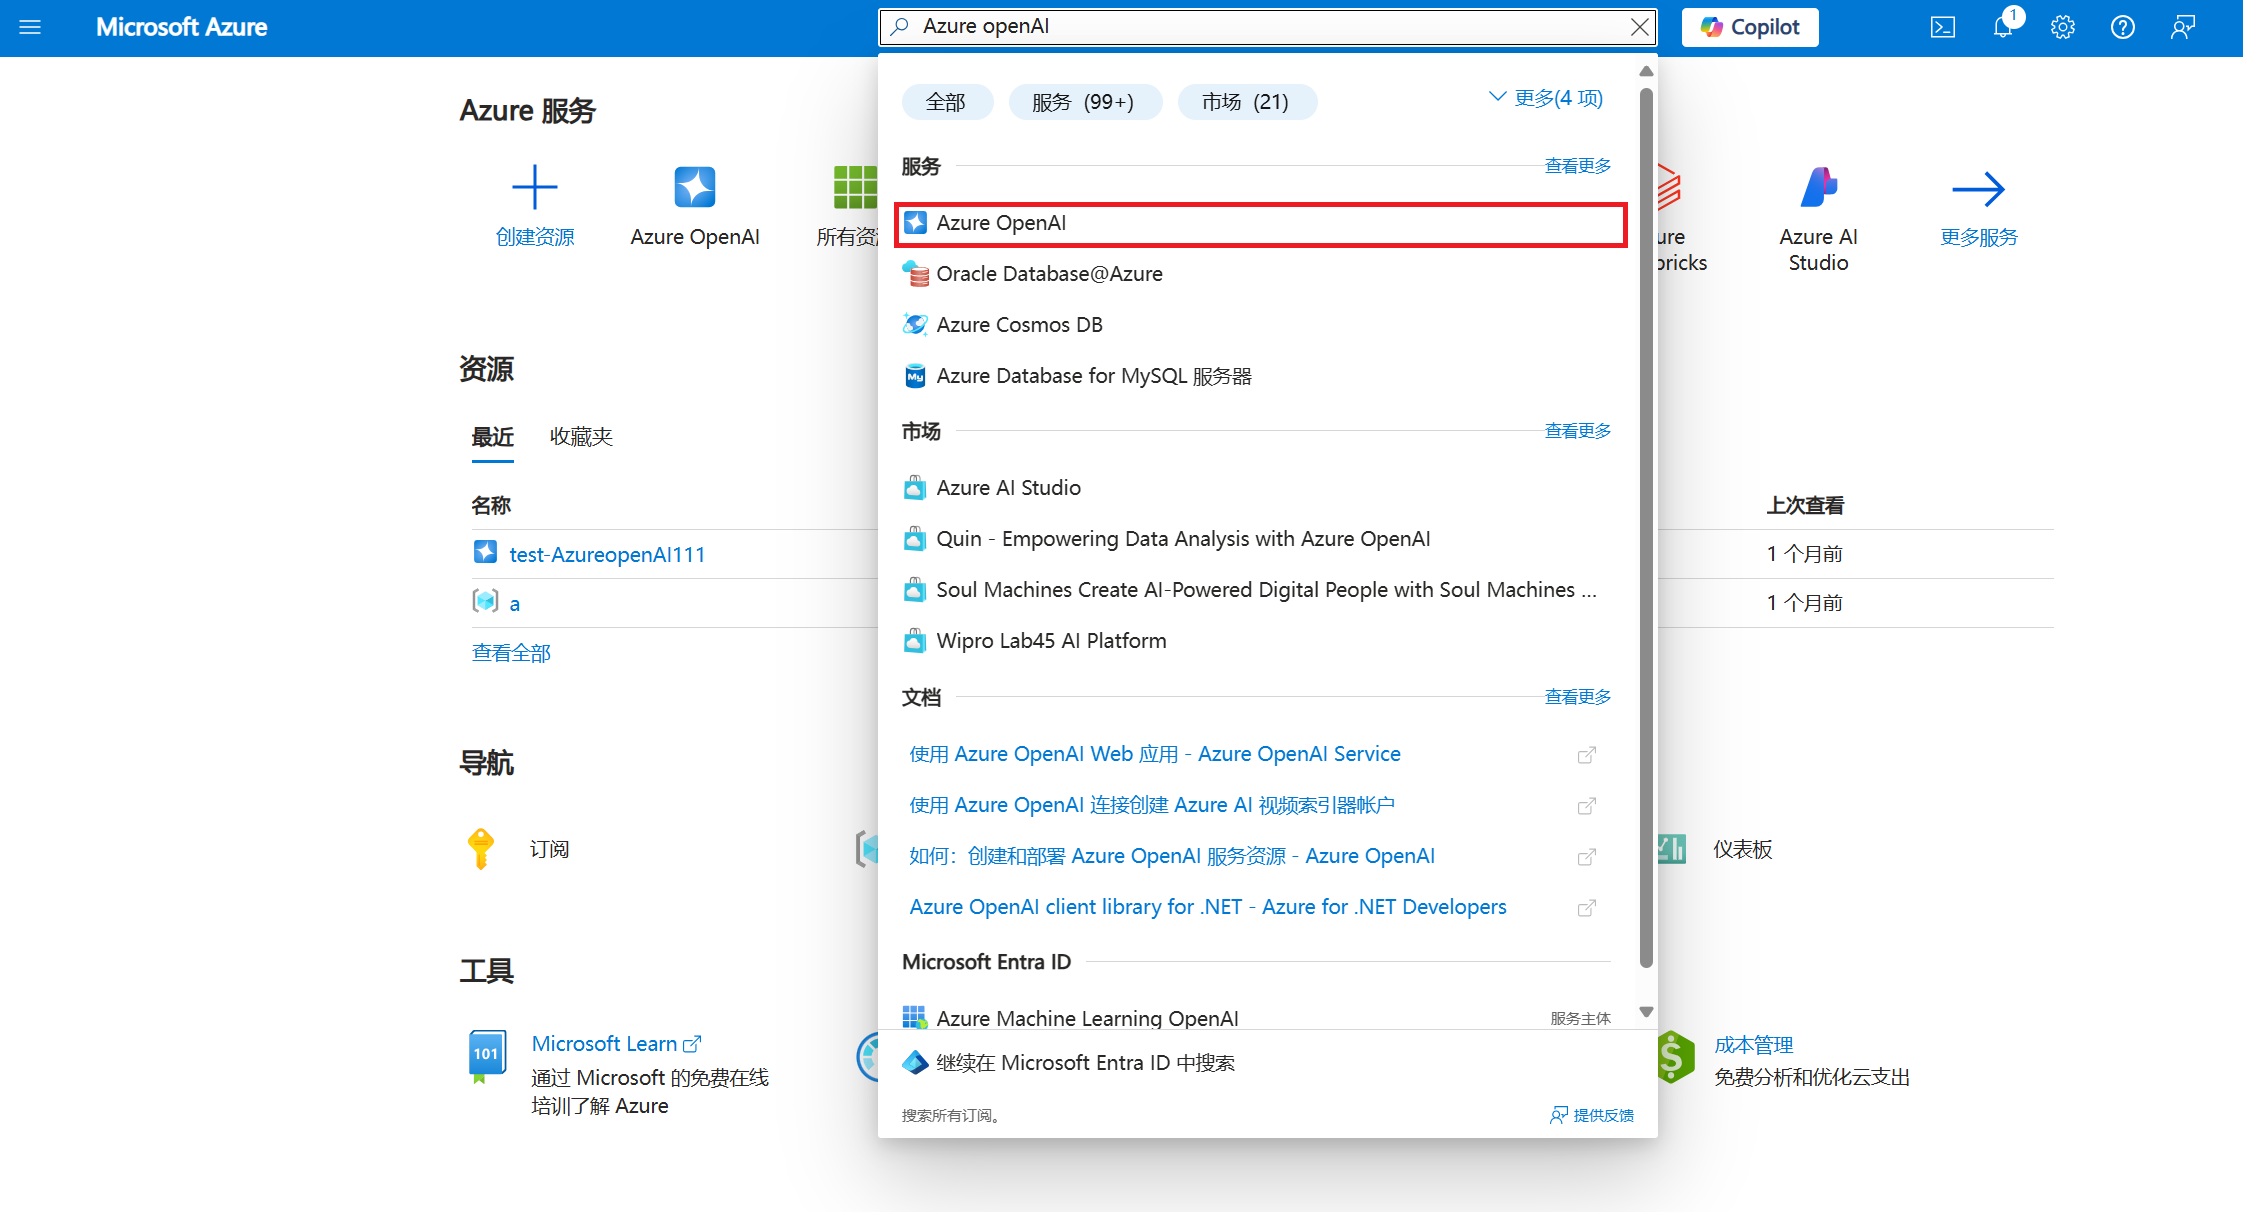 Microsoft Azure
Azure openAI
Copilot
1
全部
服务 (99+)
市场 (21)
更多(4 项)
Azure 服务
创建资源
Azure OpenAI
所有资
ure
bricks
Azure AI
Studio
更多服务
服务
查看更多
Azure OpenAI
Oracle Database@Azure
Azure Cosmos DB
Azure Database for MySQL 服务器
市场
查看更多
Azure AI Studio
Quin - Empowering Data Analysis with Azure OpenAI
Soul Machines Create AI-Powered Digital People with Soul Machines ...
Wipro Lab45 AI Platform
文档
查看更多
使用 Azure OpenAI Web 应用 - Azure OpenAI Service
使用 Azure OpenAI 连接创建 Azure AI 视频索引器帐户
如何：创建和部署 Azure OpenAI 服务资源 - Azure OpenAI
Azure OpenAI client library for .NET - Azure for .NET Developers
Microsoft Entra ID
Azure Machine Learning OpenAI
服务主体
继续在 Microsoft Entra ID 中搜索
搜索所有订阅。
提供反馈
资源
最近
收藏夹
名称
上次查看
test-AzureopenAI111
1 个月前
a
1 个月前
查看全部
导航
订阅
仪表板
工具
101
Microsoft Learn
通过 Microsoft 的免费在线
培训了解 Azure
成本管理
免费分析和优化云支出
My